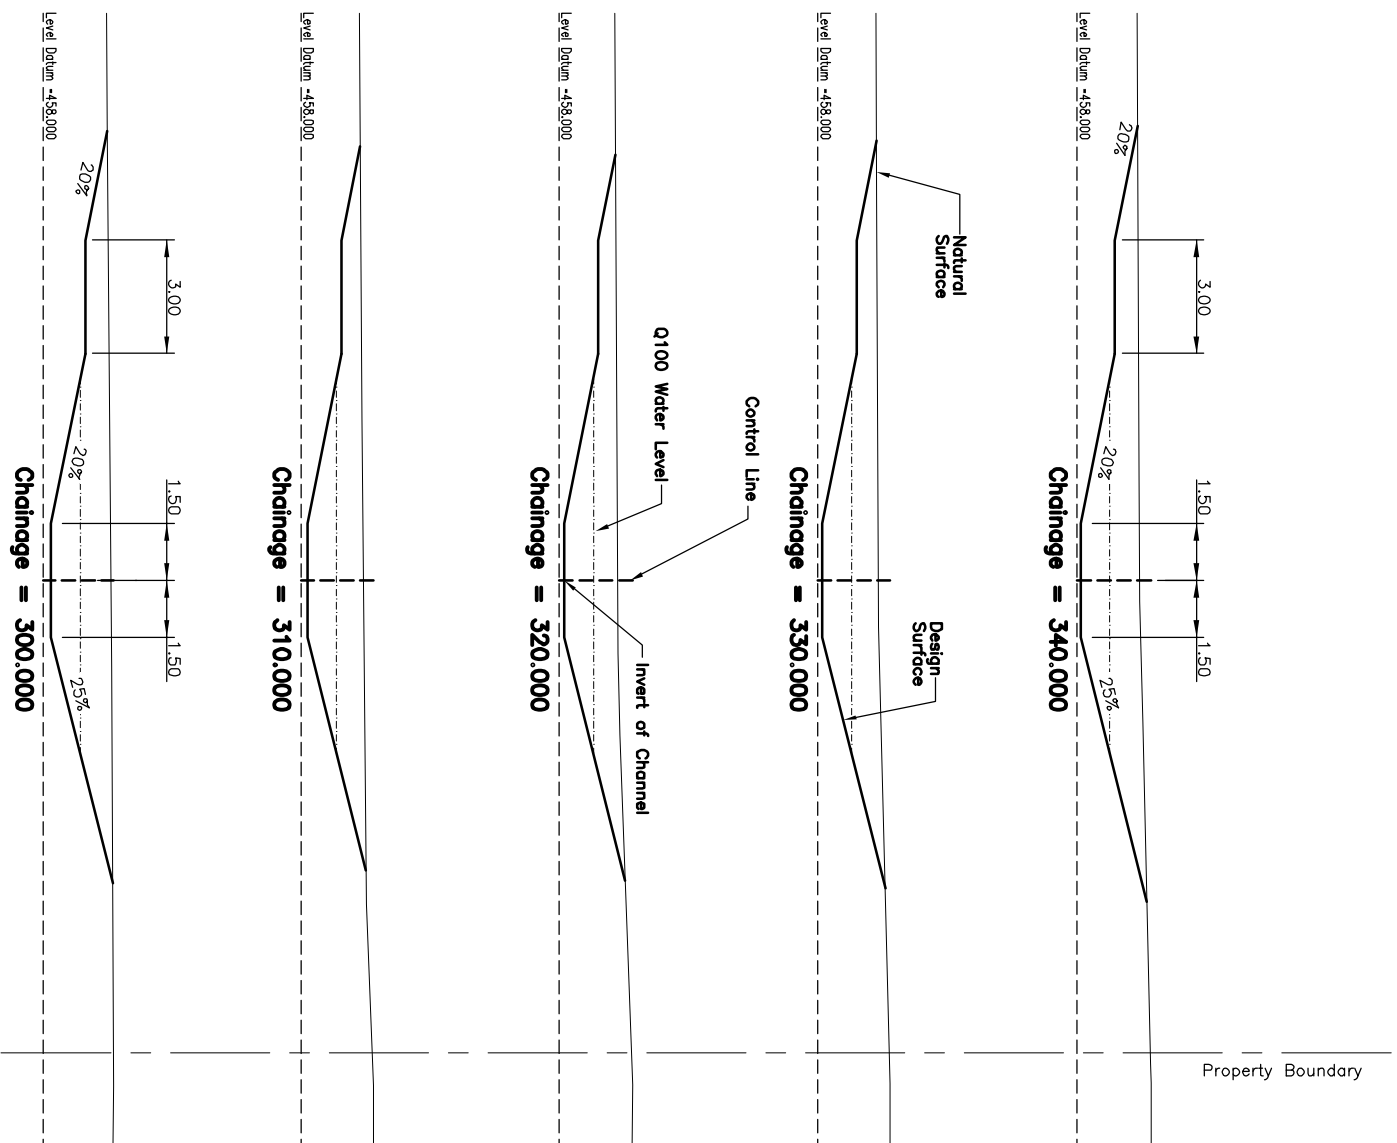 Level Datum -458.000
20%
3.00
20%
1.50
1.50
25%
Chainage = 340.000
Level Datum -458.000
Natural
Surface
Design
Surface
Chainage = 330.000
Level Datum -458.000
Control Line
Q100 Water Level
Invert of Channel
Chainage = 320.000
Level Datum -458.000
Chainage = 310.000
Level Datum -458.000
20%
3.00
20%
1.50
1.50
25%
Chainage = 300.000
Property Boundary